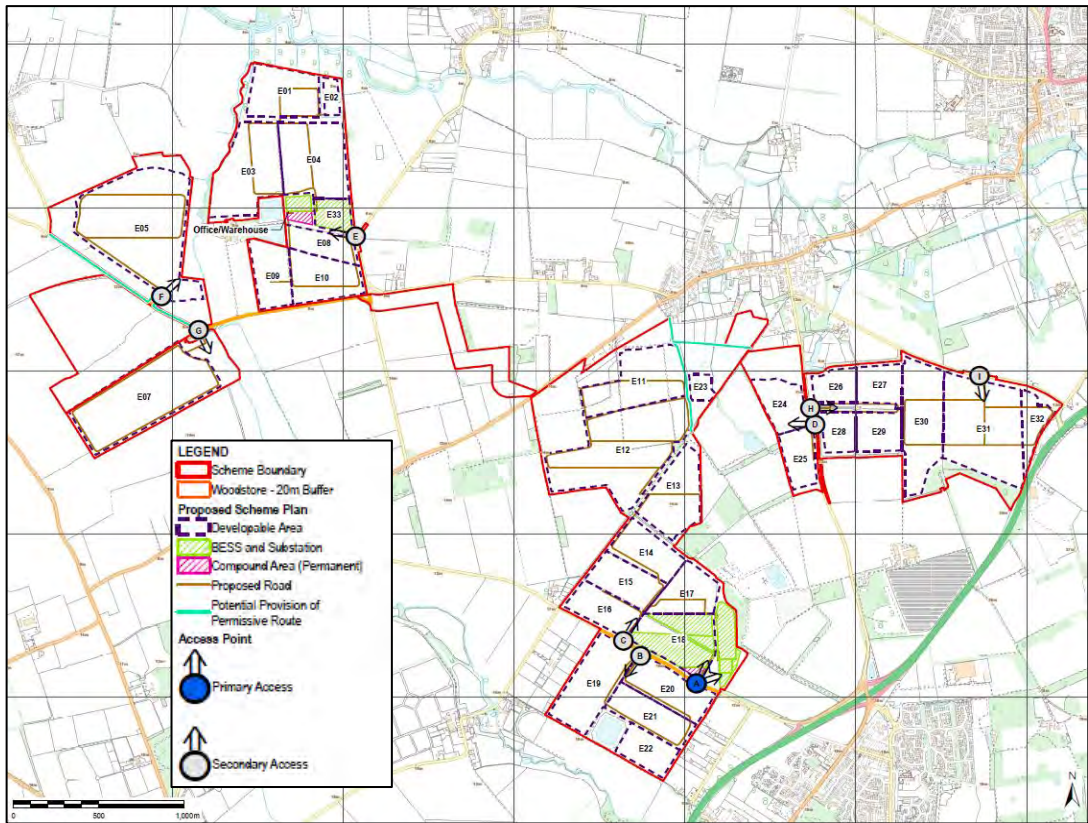 E01
E02
E03
E04
E05
E33
Office/Warehouse
E08
E
E09
E10
F
G
E07
E11
E23
E12
E13
E24
E26
E27
I
H
D
E28
E29
E30
E31
E32
E25
E14
E15
E17
E16
C
E18
B
E19
A
E20
E21
E22
LEGEND
Scheme Boundary
Woodstore - 20m Buffer
Proposed Scheme Plan
Developable Area
BESS and Substation
Compound Area (Permanent)
Proposed Road
Potential Provision of
Permissive Route
Access Point
Primary Access
Secondary Access
0 500 1,000 m
N